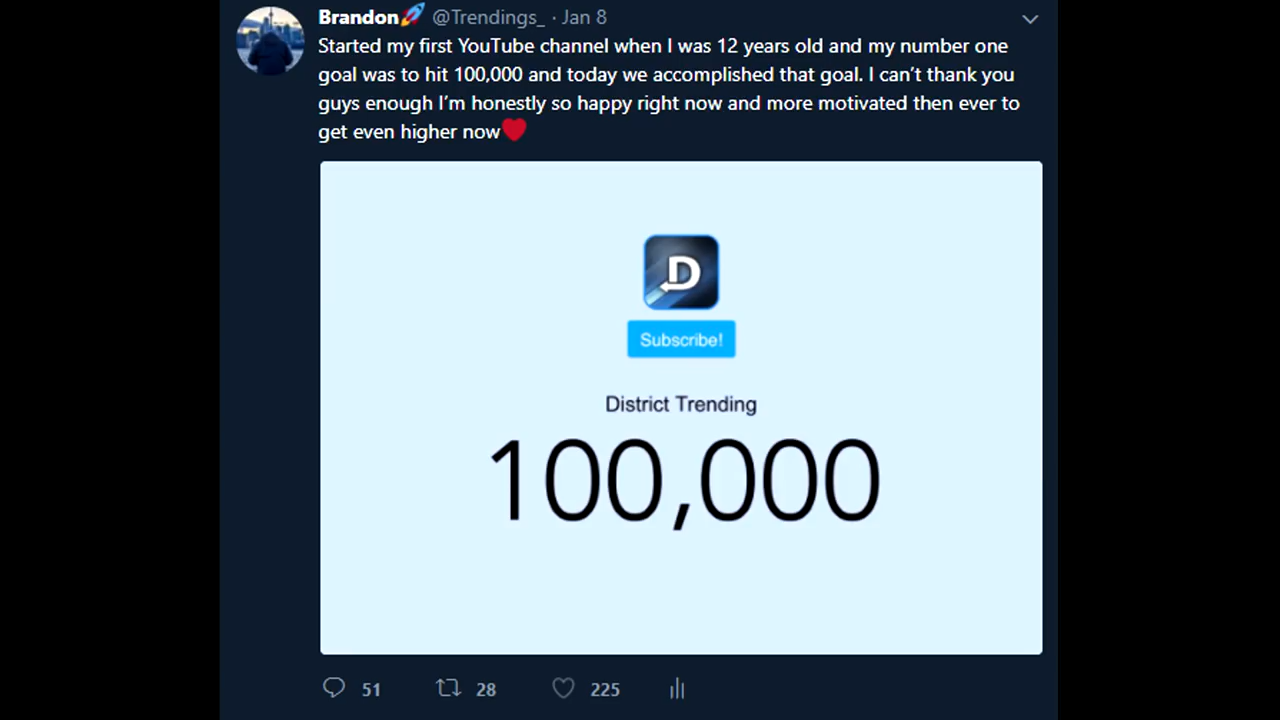 Brandon🚀 @Trendings_ · Jan 8
Started my first YouTube channel when I was 12 years old and my number one
goal was to hit 100,000 and today we accomplished that goal. I can’t thank you
guys enough I’m honestly so happy right now and more motivated then ever to
get even higher now❤
D
Subscribe!
District Trending
100,000
51 28 225